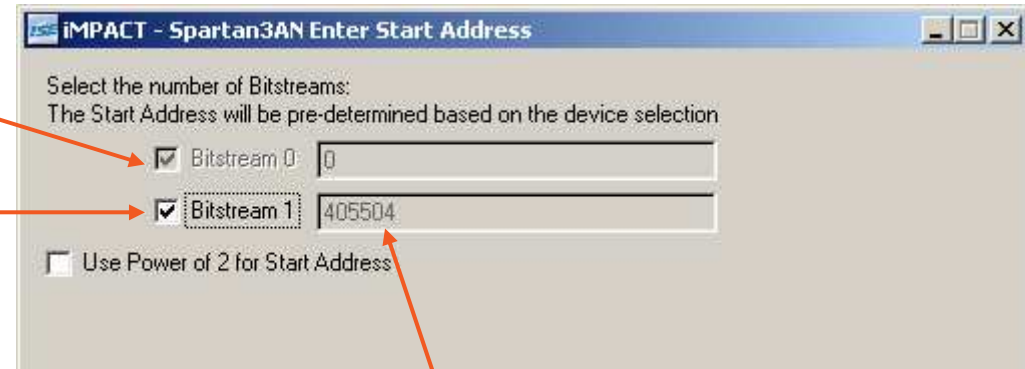 ISE iMPACT - Spartan3AN Enter Start Address
Select the number of Bitstreams:
The Start Address will be pre-determined based on the device selection
Bitstream 0 0
Bitstream 1 405504
Use Power of 2 for Start Address